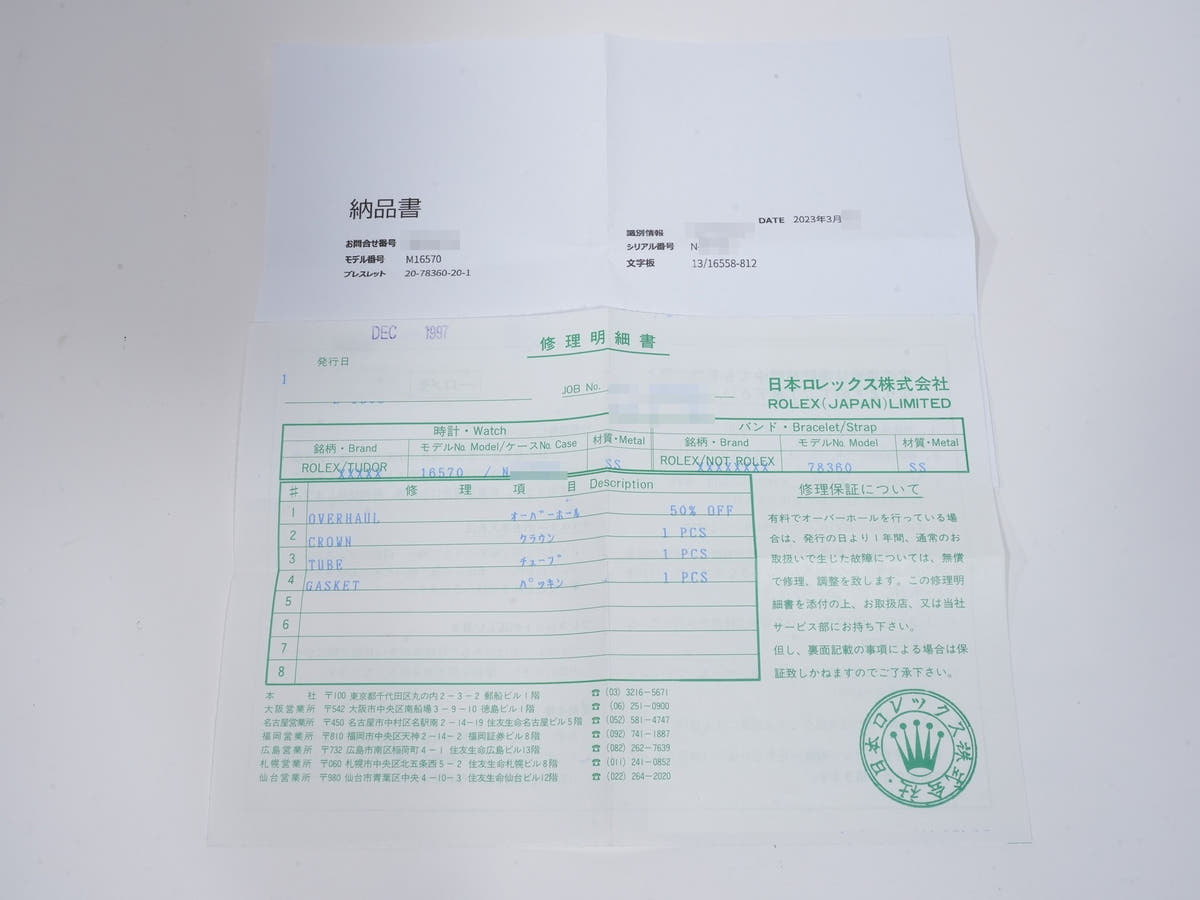 納品書
DATE 2023年3月
お問合せ番号
識別情報
モデル番号 M16570
シリアル番号 N-
ブレスレット 20-78360-20-1
文字板 13/16558-812
DEC 1997
修理明細書
発行日
1
JOB No.
日本ロレックス株式会社
ROLEX(JAPAN)LIMITED
時計・Watch
バンド・Bracelet/Strap
銘柄・Brand モデルNo. Model/ケースNo. Case 材質・Metal 銘柄・Brand モデルNo. Model 材質・Metal
ROLEX/TUDOR 16570 / N SS ROLEX/NOT ROLEX 78360 SS
XXXXX XXXXXXXX
# 修理項目 Description
1 OVERHAUL オーバーホール 50% OFF
2 CROWN クラウン 1 PCS
3 TUBE チューブ 1 PCS
4 GASKET パッキン 1 PCS
5
6
7
8
修理保証について
有料でオーバーホールを行っている場
合は、発行の日より1年間、通常のお
取扱いで生じた故障については、無償
で修理、調整を致します。この修理明
細書を添付の上、お取扱店、又は当社
サービス部にお持ち下さい。
但し、裏面記載の事項による場合は保
証致しかねますのでご了承下さい。
本社 〒100 東京都千代田区丸の内2-3-2 郵船ビル1階 ☎ (03) 3216-5671
大阪営業所 〒542 大阪市中央区南船場3-9-10 徳島ビル1階 ☎ (06) 251-0900
名古屋営業所 〒450 名古屋市中村区名駅南2-14-19 住友生命名古屋ビル5階 ☎ (052) 581-4747
福岡営業所 〒810 福岡市中央区天神2-14-2 福岡証券ビル8階 ☎ (092) 741-1887
広島営業所 〒732 広島市南区稲荷町4-1 住友生命広島ビル13階 ☎ (082) 262-7639
札幌営業所 〒060 札幌市中央区北五条西5-2 住友生命札幌ビル8階 ☎ (011) 241-0852
仙台営業所 〒980 仙台市青葉区中央4-10-3 住友生命仙台ビル12階 ☎ (022) 264-2020
日本ロレックス株式会社